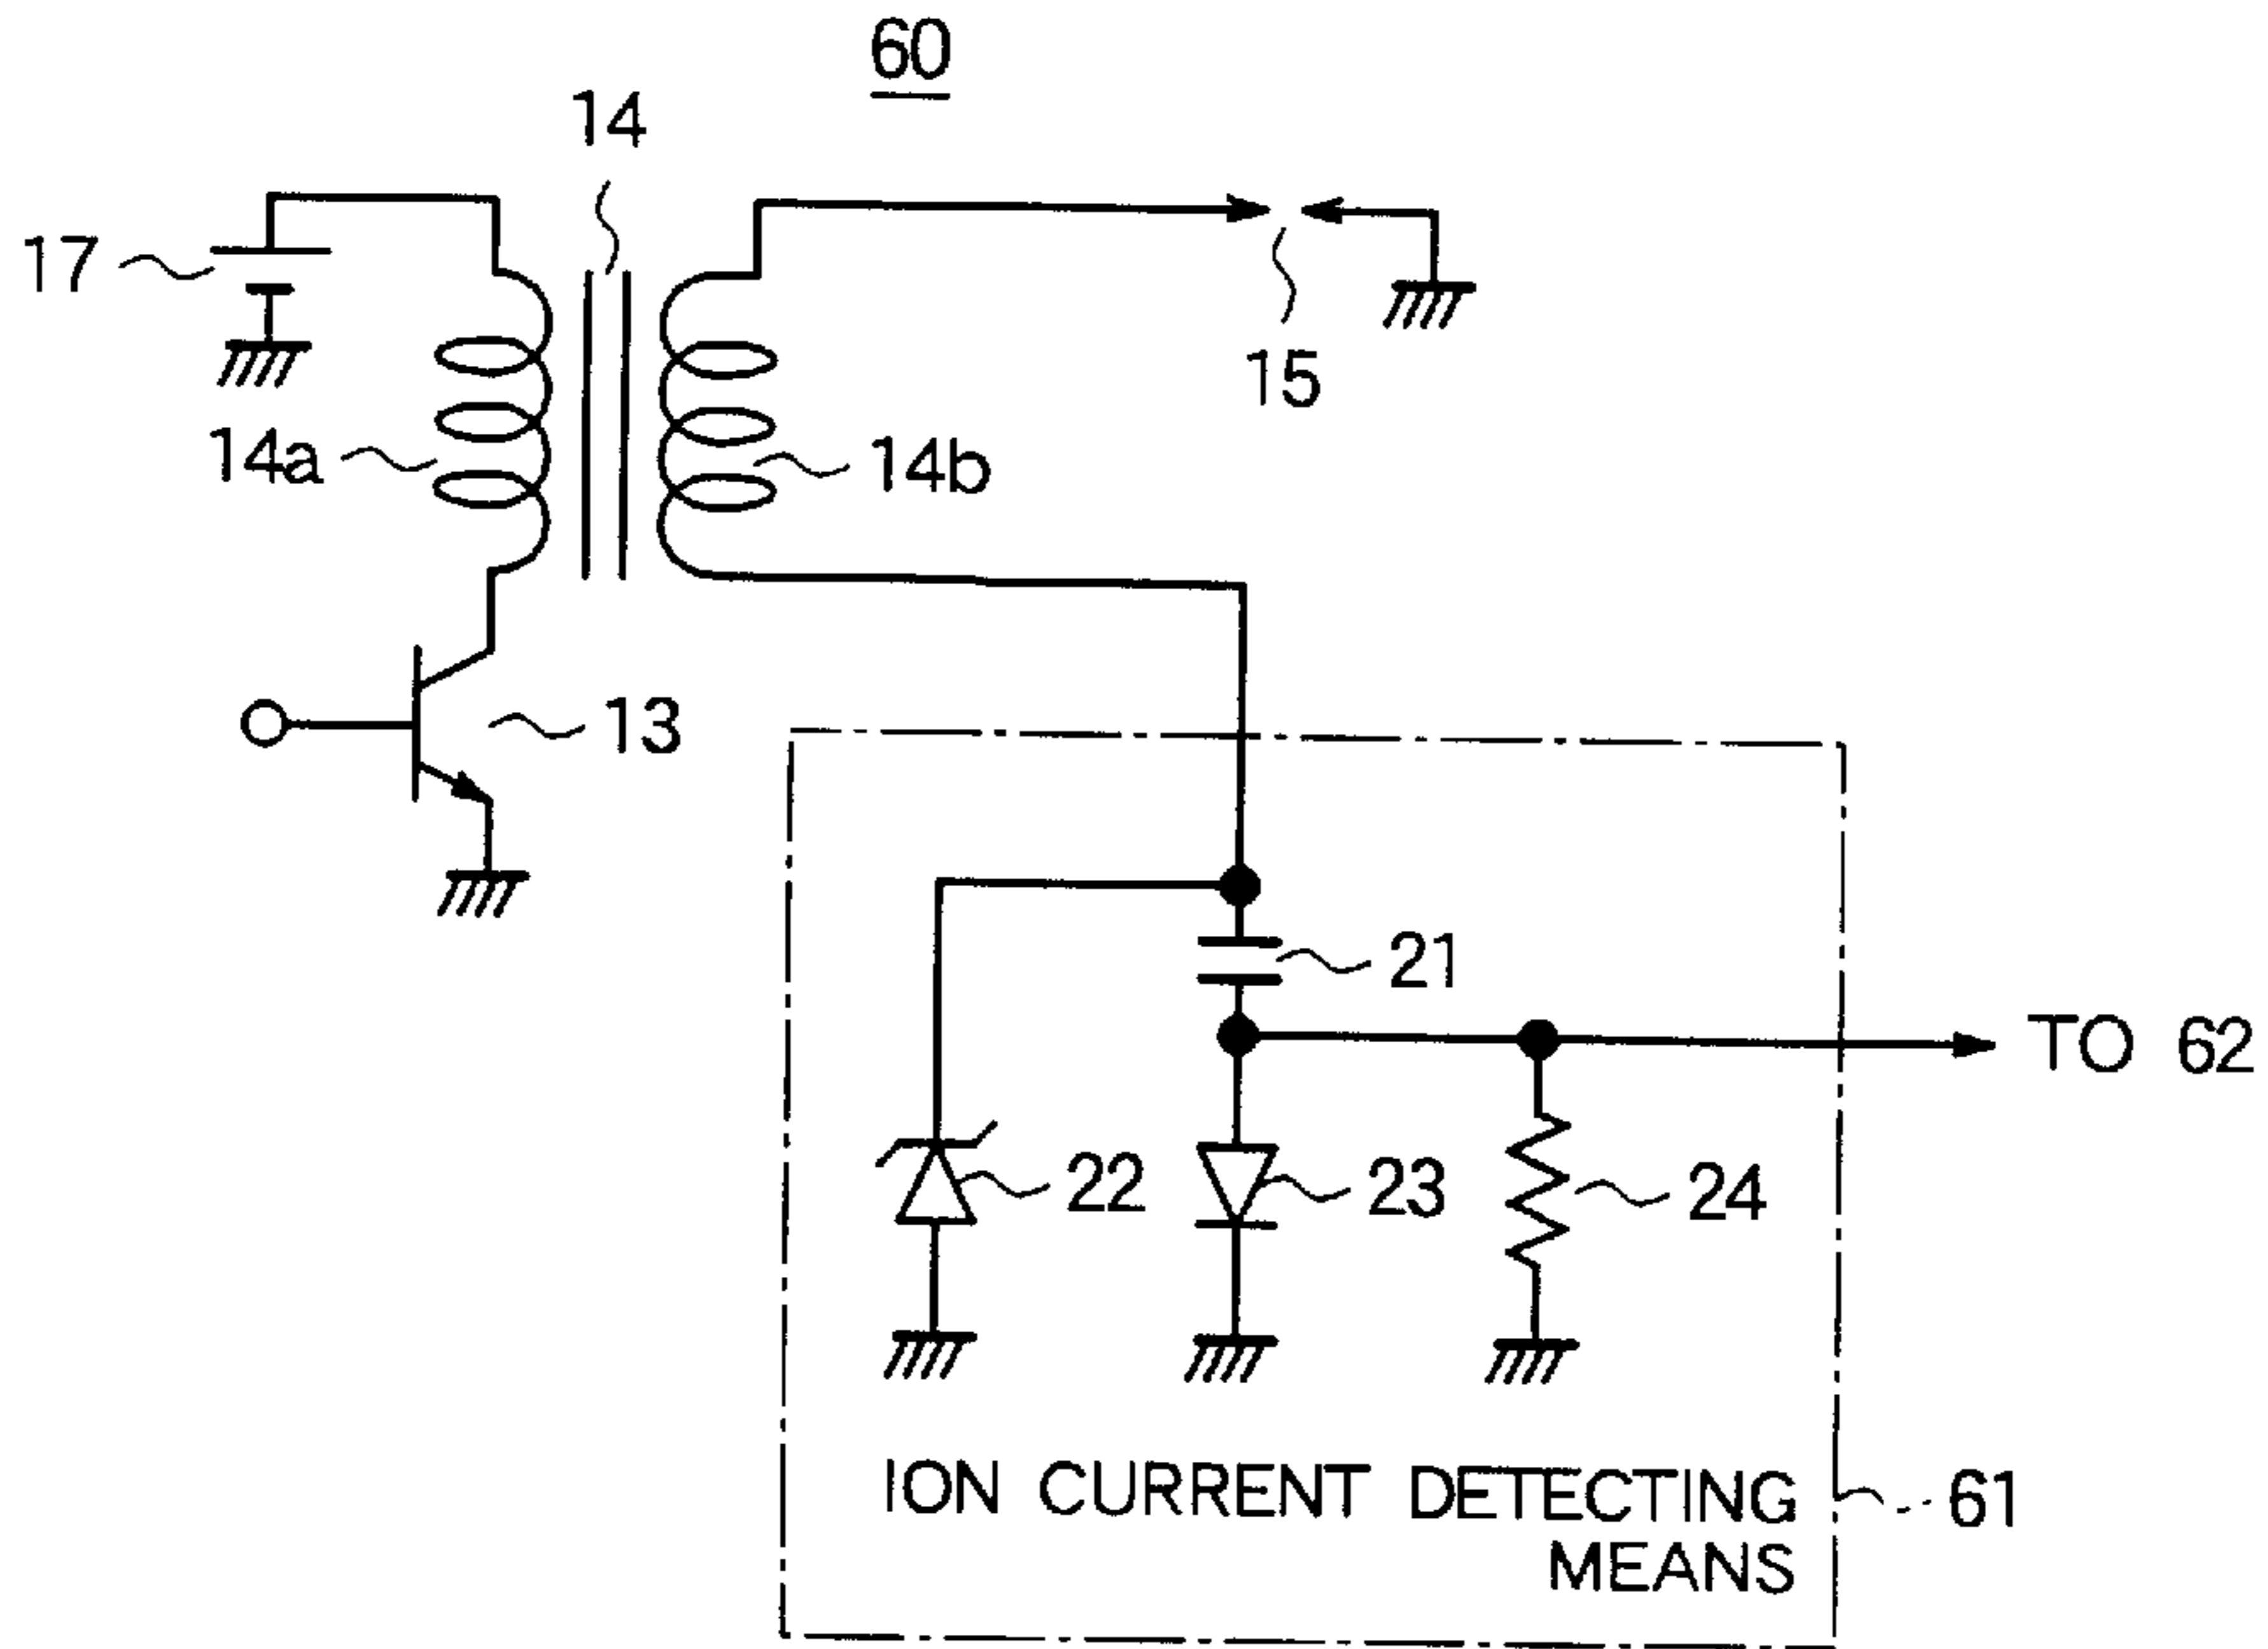 60
14
17
15
14a
14b
13
21
TO 62
22
23
24
ION CURRENT DETECTING
MEANS
61